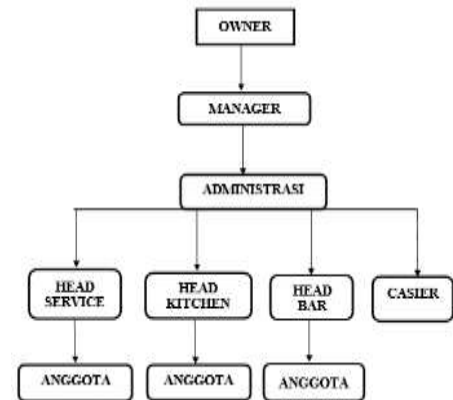 OWNER
MANAGER
ADMINISTRASI
HEAD
SERVICE
HEAD
KITCHEN
HEAD
BAR
CASIER
ANGGOTA
ANGGOTA
ANGGOTA